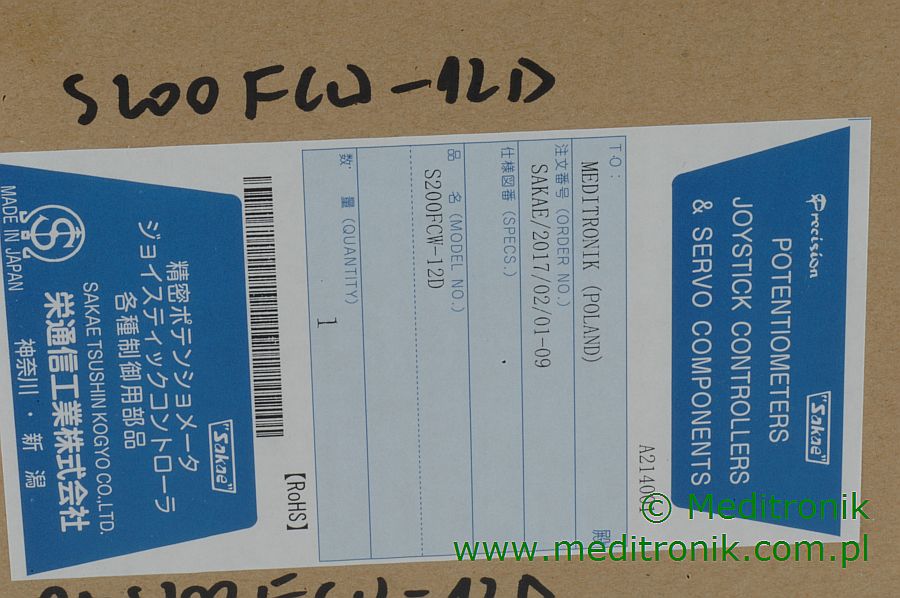 S200FCW-12D
Precision
POTENTIOMETERS
JOYSTICK CONTROLLERS
& SERVO COMPONENTS
"Sakae"
T O :
MEDITRONIK (POLAND)
殿
注文番号 (ORDER NO.)
SAKAE/2017/02/01-09
仕様図番 (SPECS.)
品 名 (MODEL NO.)
S200FCW-12D
数 量 (QUANTITY)
1
【RoHS】
"Sakae"
精密ポテンショメータ
ジョイスティックコントローラ
各種制御用部品
SAKAE TSUSHIN KOGYO CO.,LTD.
栄通信工業株式会社
神奈川・新潟
MADE IN JAPAN
© Meditronik
www.meditronik.com.pl